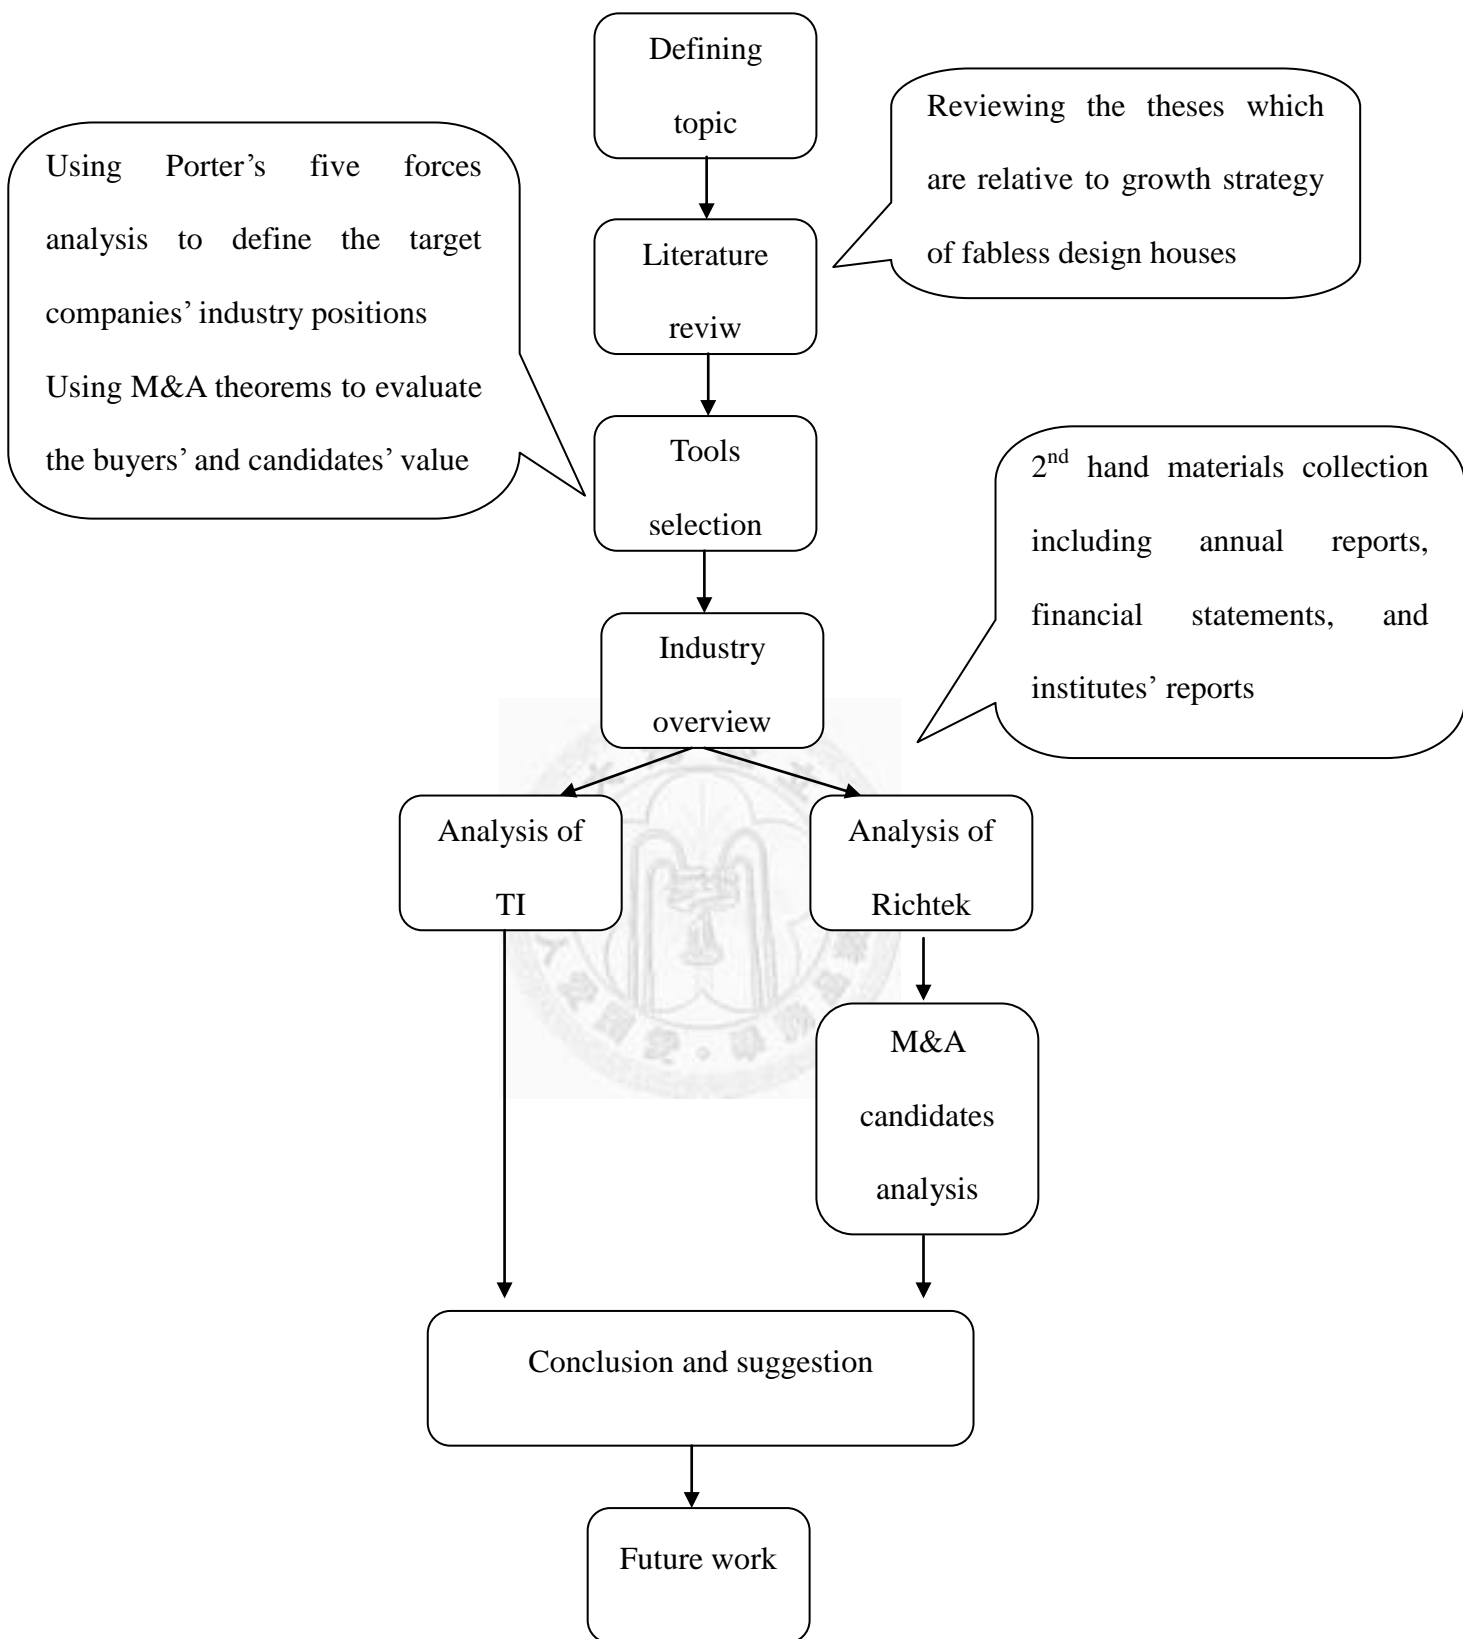 Defining
topic
Reviewing the theses which
are relative to growth strategy
of fabless design houses
Using Porter’s five forces
analysis to define the target
companies’ industry positions
Using M&A theorems to evaluate
the buyers’ and candidates’ value
Literature
reviw
Tools
selection
2nd hand materials collection
including annual reports,
financial statements, and
institutes’ reports
Industry
overview
Analysis of
TI
Analysis of
Richtek
M&A
candidates
analysis
Conclusion and suggestion
Future work